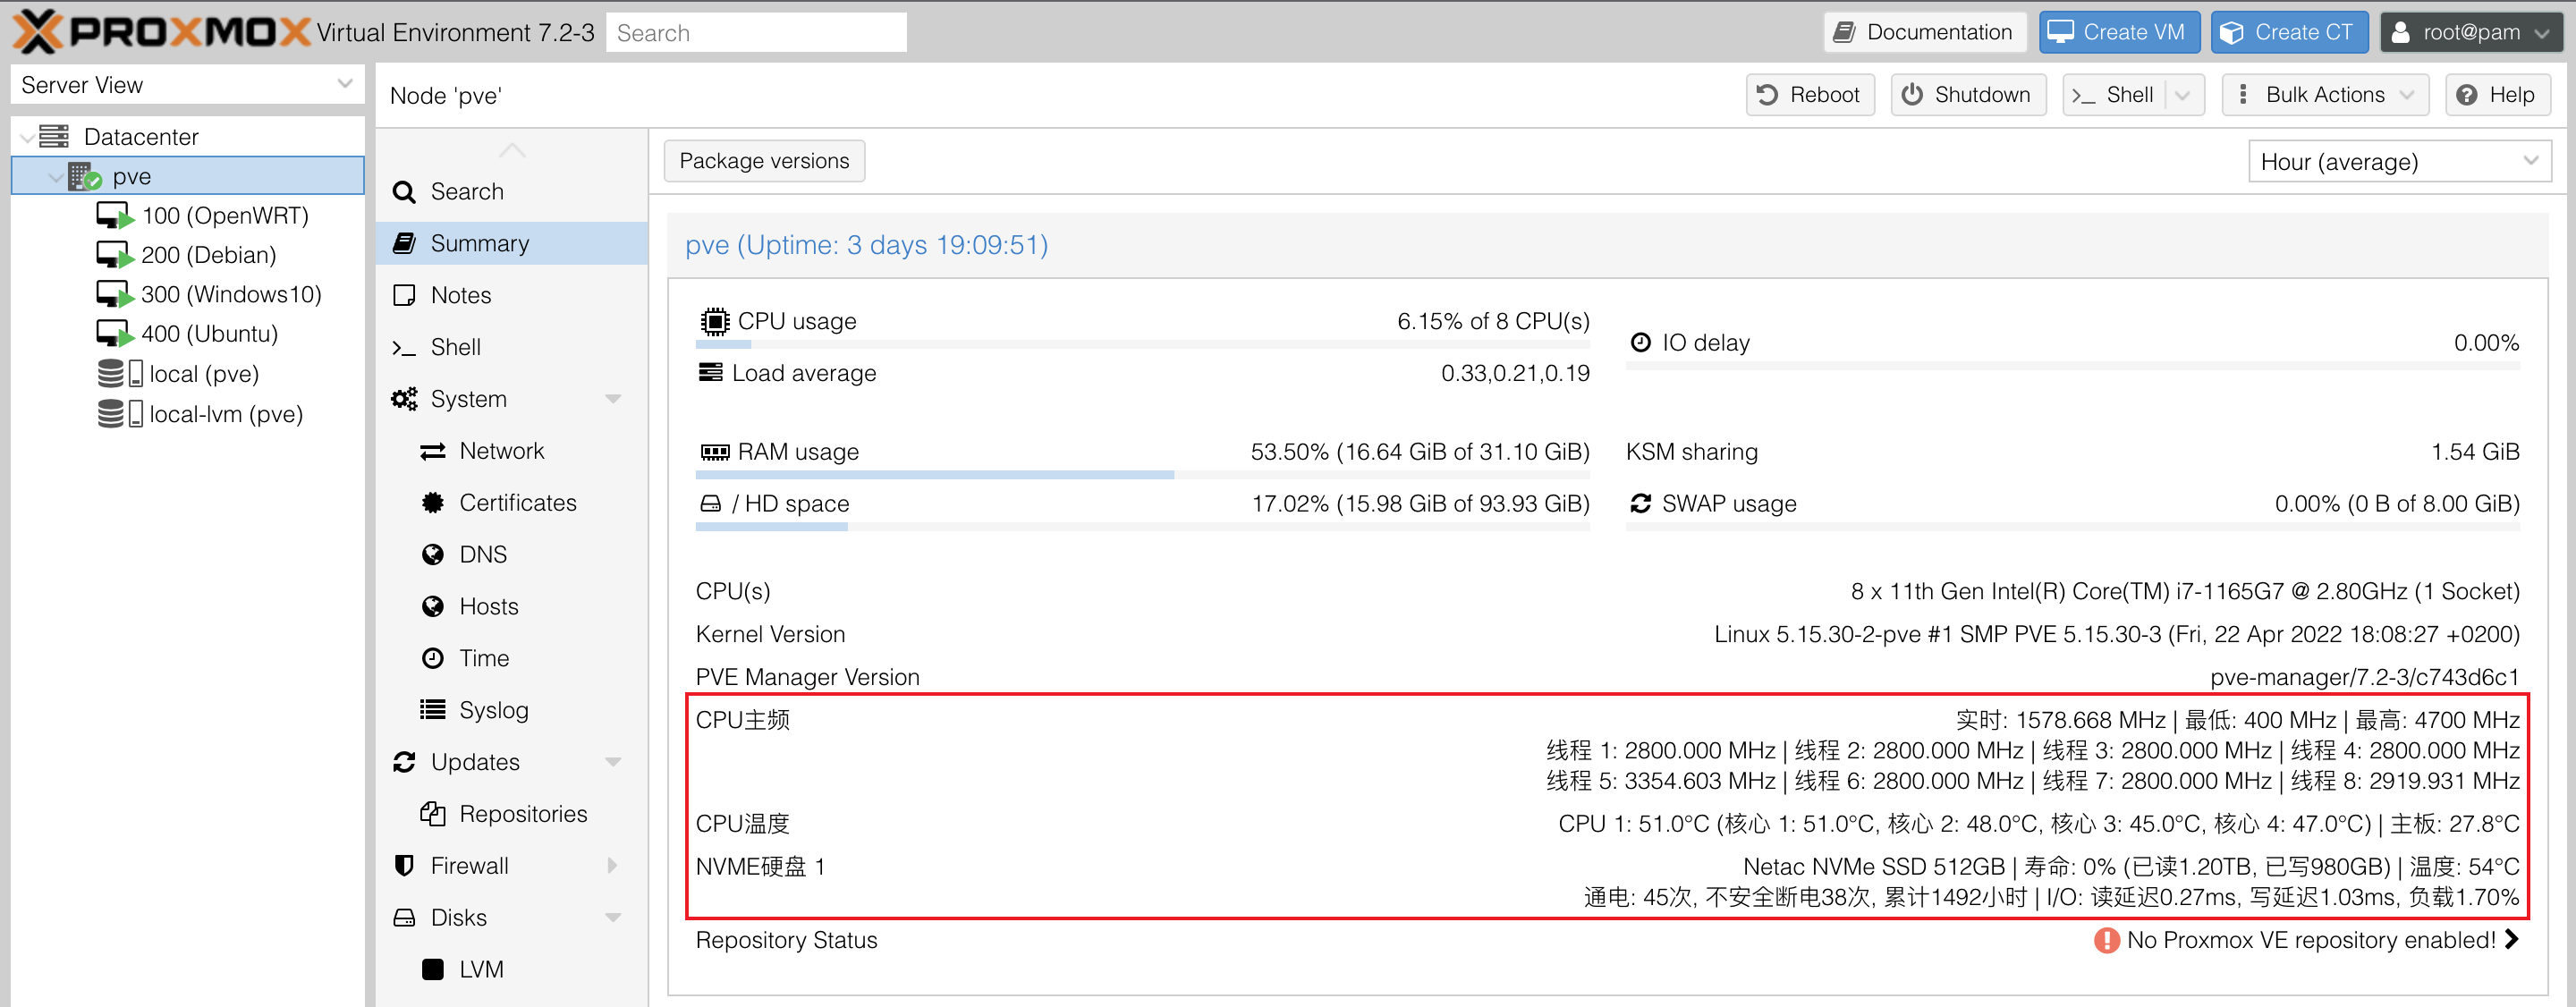 PROXMOX Virtual Environment 7.2-3
Search
Documentation
Create VM
Create CT
root@pam
Server View
Datacenter
pve
100 (OpenWRT)
200 (Debian)
300 (Windows10)
400 (Ubuntu)
local (pve)
local-lvm (pve)
Node 'pve'
Reboot
Shutdown
>_ Shell
Bulk Actions
Help
Search
Summary
Notes
>_ Shell
System
Network
Certificates
DNS
Hosts
Time
Syslog
Updates
Repositories
Firewall
Disks
LVM
Package versions
Hour (average)
pve (Uptime: 3 days 19:09:51)
CPU usage 6.15% of 8 CPU(s)
Load average 0.33,0.21,0.19
IO delay 0.00%
RAM usage 53.50% (16.64 GiB of 31.10 GiB)
/ HD space 17.02% (15.98 GiB of 93.93 GiB)
KSM sharing 1.54 GiB
SWAP usage 0.00% (0 B of 8.00 GiB)
CPU(s) 8 x 11th Gen Intel(R) Core(TM) i7-1165G7 @ 2.80GHz (1 Socket)
Kernel Version Linux 5.15.30-2-pve #1 SMP PVE 5.15.30-3 (Fri, 22 Apr 2022 18:08:27 +0200)
PVE Manager Version pve-manager/7.2-3/c743d6c1
CPU主频 实时: 1578.668 MHz | 最低: 400 MHz | 最高: 4700 MHz
线程 1: 2800.000 MHz | 线程 2: 2800.000 MHz | 线程 3: 2800.000 MHz | 线程 4: 2800.000 MHz
线程 5: 3354.603 MHz | 线程 6: 2800.000 MHz | 线程 7: 2800.000 MHz | 线程 8: 2919.931 MHz
CPU温度 CPU 1: 51.0°C (核心 1: 51.0°C, 核心 2: 48.0°C, 核心 3: 45.0°C, 核心 4: 47.0°C) | 主板: 27.8°C
NVME硬盘 1 Netac NVMe SSD 512GB | 寿命: 0% (已读1.20TB, 已写980GB) | 温度: 54°C
通电: 45次, 不安全断电38次, 累计1492小时 | I/O: 读延迟0.27ms, 写延迟1.03ms, 负载1.70%
Repository Status No Proxmox VE repository enabled!